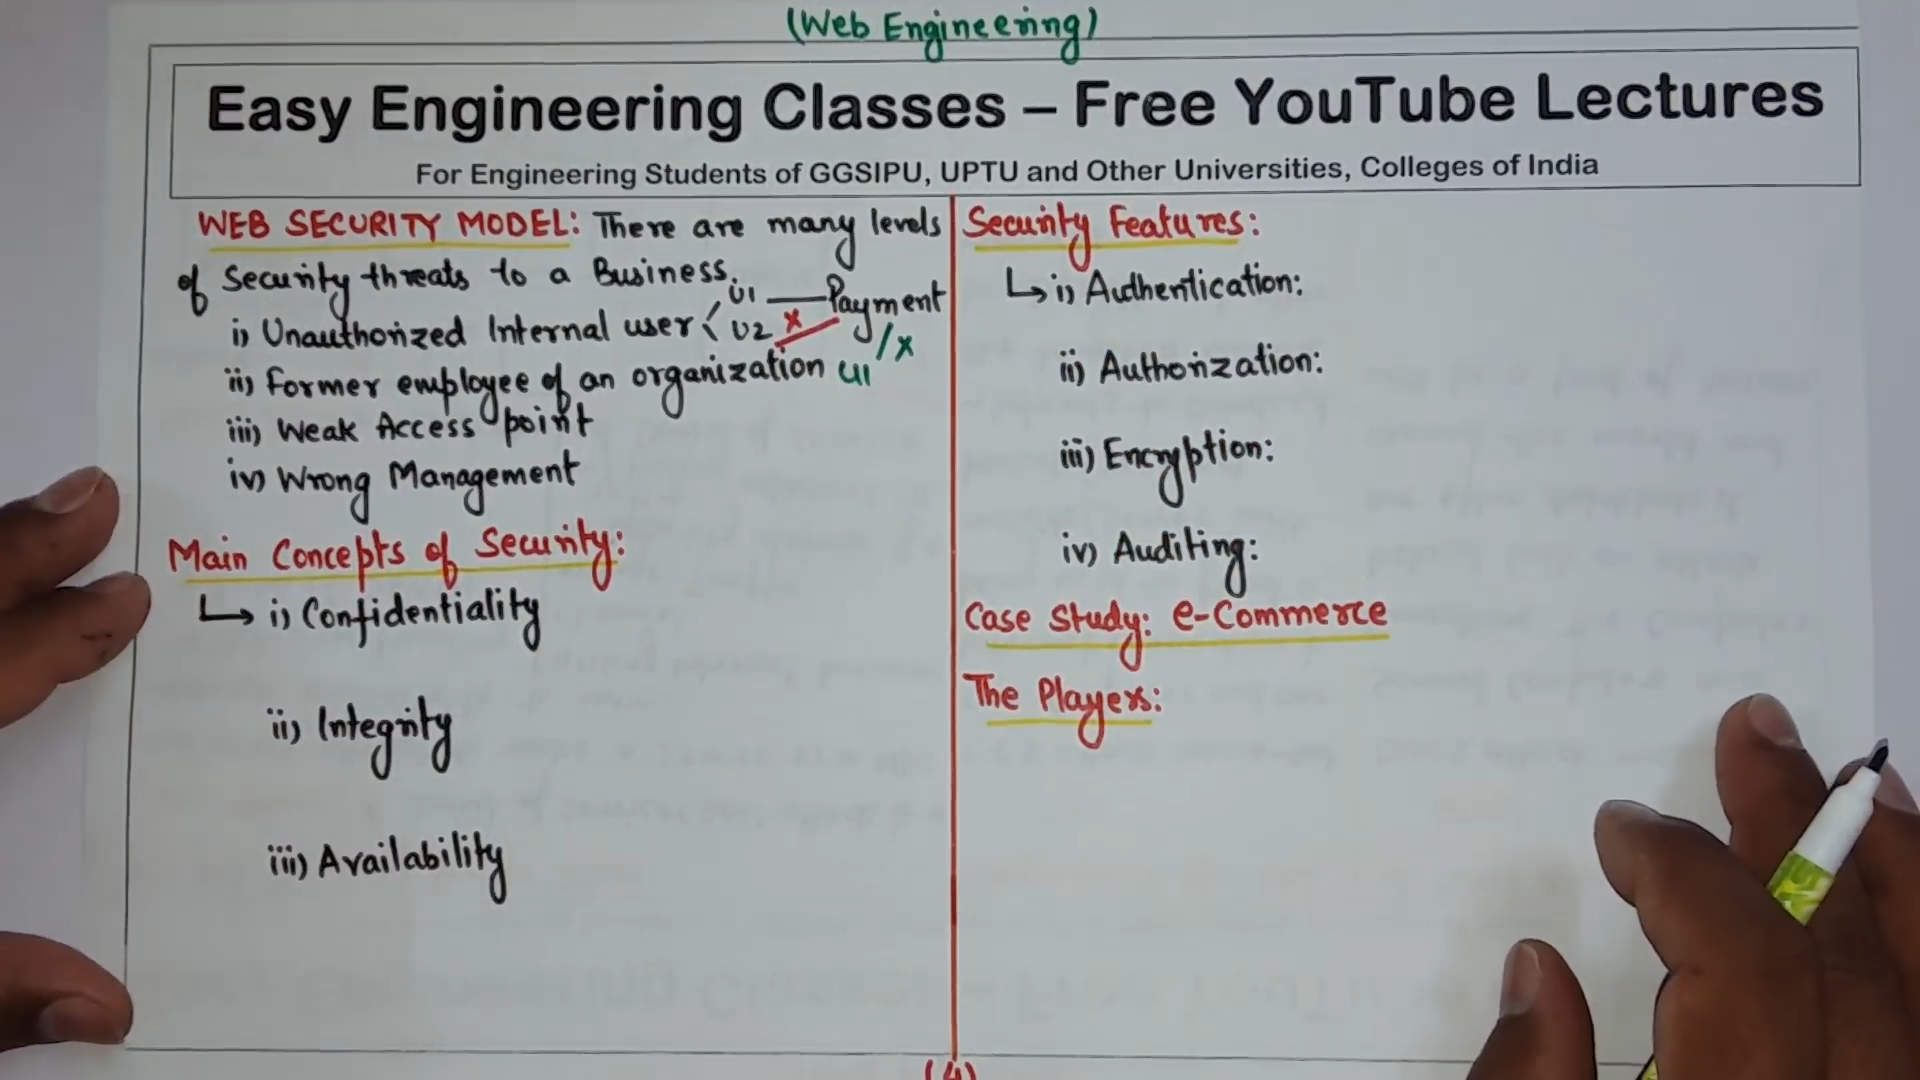 (Web Engineering)
Easy Engineering Classes – Free YouTube Lectures
For Engineering Students of GGSIPU, UPTU and Other Universities, Colleges of India
WEB SECURITY MODEL: There are many levels
of Security threats to a Business.
i) Unauthorized Internal user
U1 Payment
U2 x
/x
ii) Former employee of an organization U1
iii) Weak Access point
iv) Wrong Management
Main Concepts of Security:
↳ i) Confidentiality
ii) Integrity
iii) Availability
Security Features:
↳ i) Authentication:
ii) Authorization:
iii) Encryption:
iv) Auditing:
Case Study: e-Commerce
The Players:
(4)